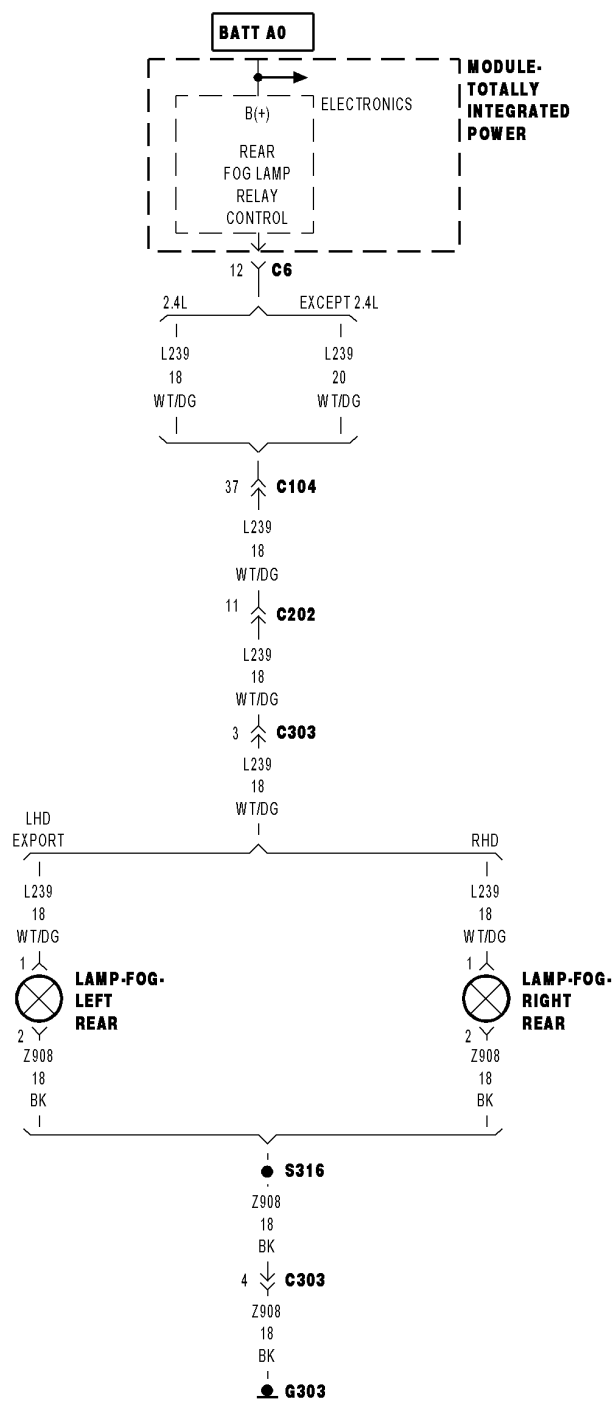 BATT A0
MODULE-
TOTALLY
INTEGRATED
POWER
ELECTRONICS
B(+)
REAR
FOG LAMP
RELAY
CONTROL
12 C6
2.4L EXCEPT 2.4L
L239 L239
18 20
WT/DG WT/DG
37 C104
L239
18
WT/DG
11 C202
L239
18
WT/DG
3 C303
L239
18
WT/DG
LHD
EXPORT RHD
L239 L239
18 18
WT/DG WT/DG
1 1
LAMP-FOG-
LEFT
REAR
LAMP-FOG-
RIGHT
REAR
2 2
Z908 Z908
18 18
BK BK
S316
Z908
18
BK
4 C303
Z908
18
BK
G303